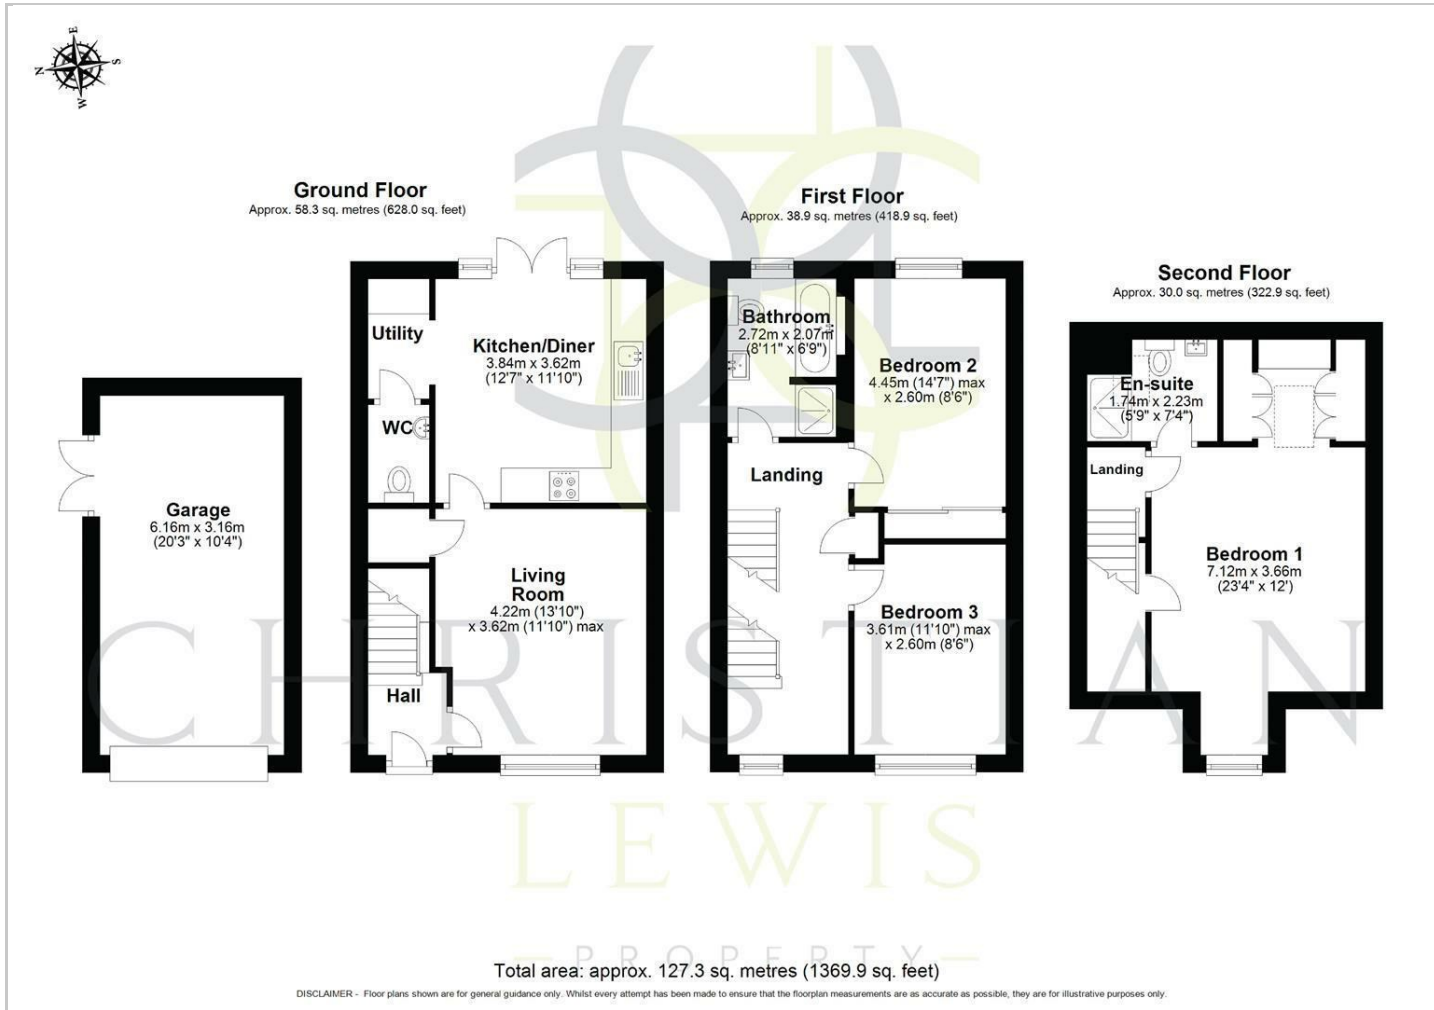 N
E
S
W
Ground Floor
Approx. 58.3 sq. metres (628.0 sq. feet)
First Floor
Approx. 38.9 sq. metres (418.9 sq. feet)
Second Floor
Approx. 30.0 sq. metres (322.9 sq. feet)
Garage
6.16m x 3.16m
(20'3" x 10'4")
Utility
Kitchen/Diner
3.84m x 3.62m
(12'7" x 11'10")
WC
Living
Room
4.22m (13'10")
x 3.62m (11'10") max
Hall
Bathroom
2.72m x 2.07m
(8'11" x 6'9")
Bedroom 2
4.45m (14'7") max
x 2.60m (8'6")
Landing
Bedroom 3
3.61m (11'10") max
x 2.60m (8'6")
En-suite
1.74m x 2.23m
(5'9" x 7'4")
Landing
Bedroom 1
7.12m x 3.66m
(23'4" x 12')
CHRISTIAN
LEWIS
PROPERTY
Total area: approx. 127.3 sq. metres (1369.9 sq. feet)
DISCLAIMER - Floor plans shown are for general guidance only. Whilst every attempt has been made to ensure that the floorplan measurements are as accurate as possible, they are for illustrative purposes only.